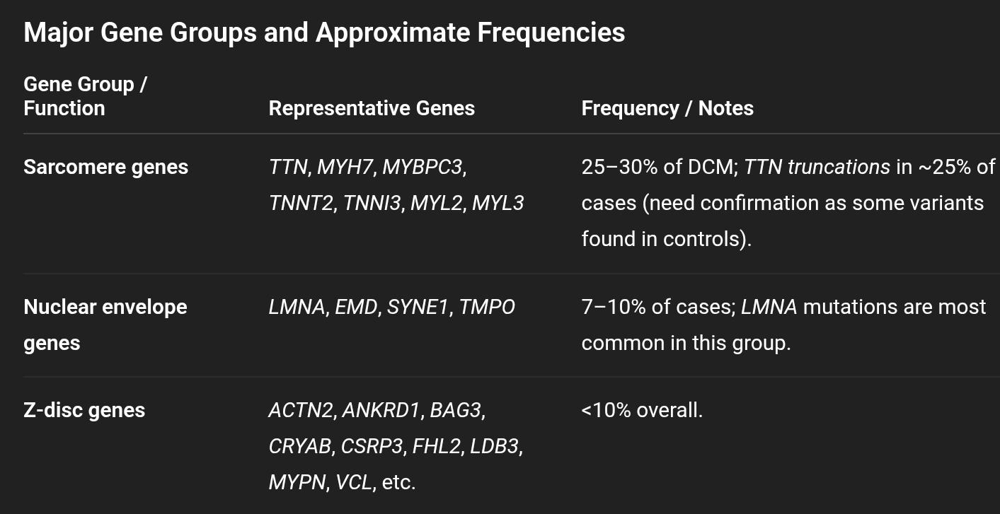 Major Gene Groups and Approximate Frequencies
Gene Group /
Function
Representative Genes
Frequency / Notes
Sarcomere genes
TTN, MYH7, MYBPC3,
TNNT2, TNNI3, MYL2, MYL3
25–30% of DCM; TTN truncations in ~25% of
cases (need confirmation as some variants
found in controls).
Nuclear envelope
genes
LMNA, EMD, SYNE1, TMPO
7–10% of cases; LMNA mutations are most
common in this group.
Z-disc genes
ACTN2, ANKRD1, BAG3,
CRYAB, CSRP3, FHL2, LDB3,
MYPN, VCL, etc.
<10% overall.